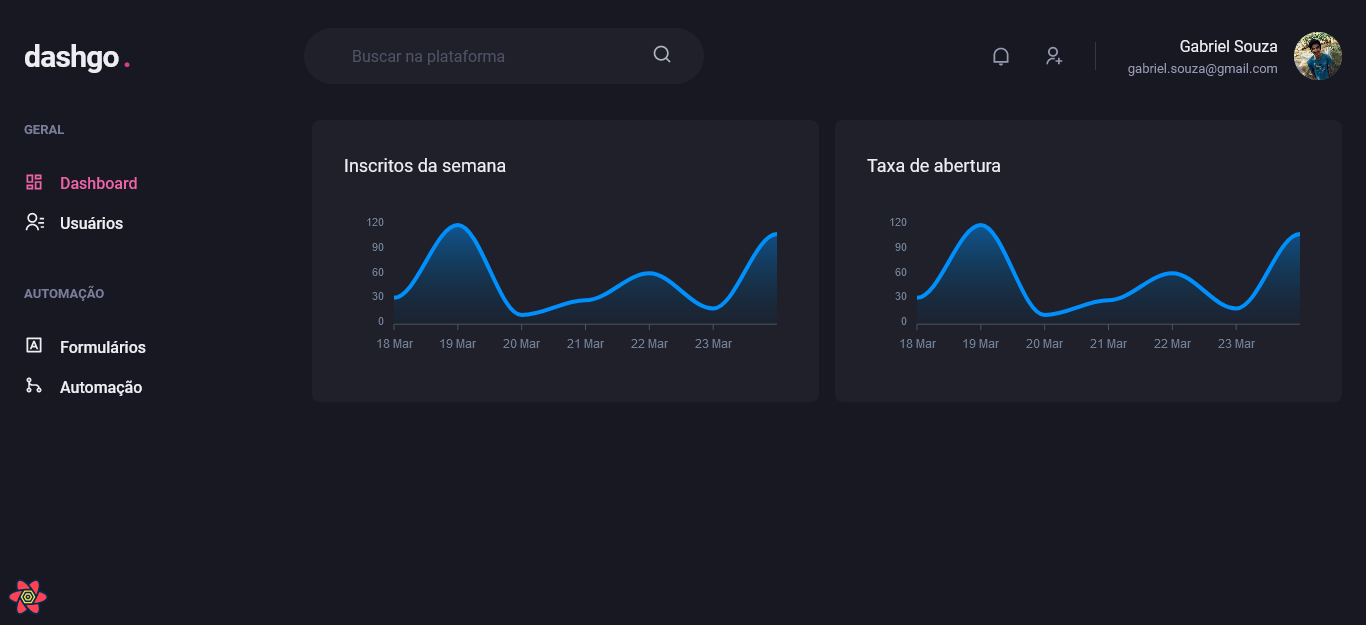 dashgo.
Buscar na plataforma
Gabriel Souza
gabriel.souza@gmail.com
GERAL
Dashboard
Usuários
AUTOMAÇÃO
Formulários
Automação
Inscritos da semana
120
90
60
30
0
18 Mar 19 Mar 20 Mar 21 Mar 22 Mar 23 Mar
Taxa de abertura
120
90
60
30
0
18 Mar 19 Mar 20 Mar 21 Mar 22 Mar 23 Mar